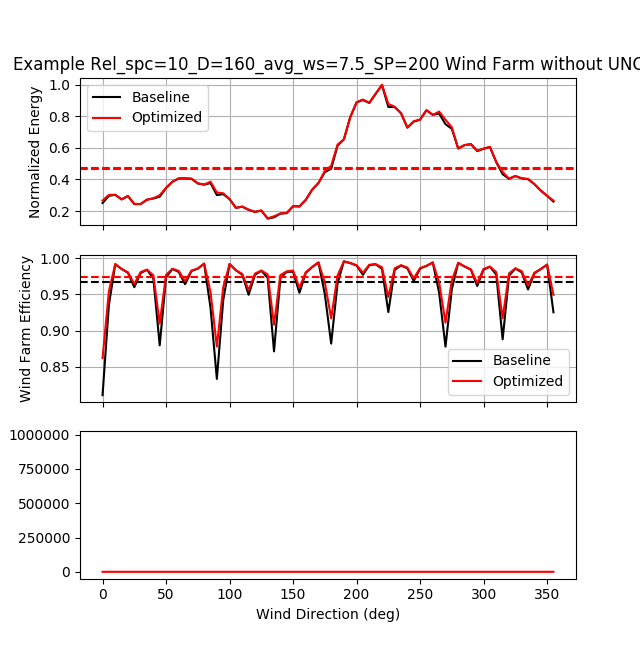 Example Rel_spc=10_D=160_avg_ws=7.5_SP=200 Wind Farm without UNC
Normalized Energy
1.0
0.8
0.6
0.4
0.2
Baseline
Optimized
Wind Farm Efficiency
1.00
0.95
0.90
0.85
Baseline
Optimized
1000000
750000
500000
250000
0
0 50 100 150 200 250 300 350
Wind Direction (deg)